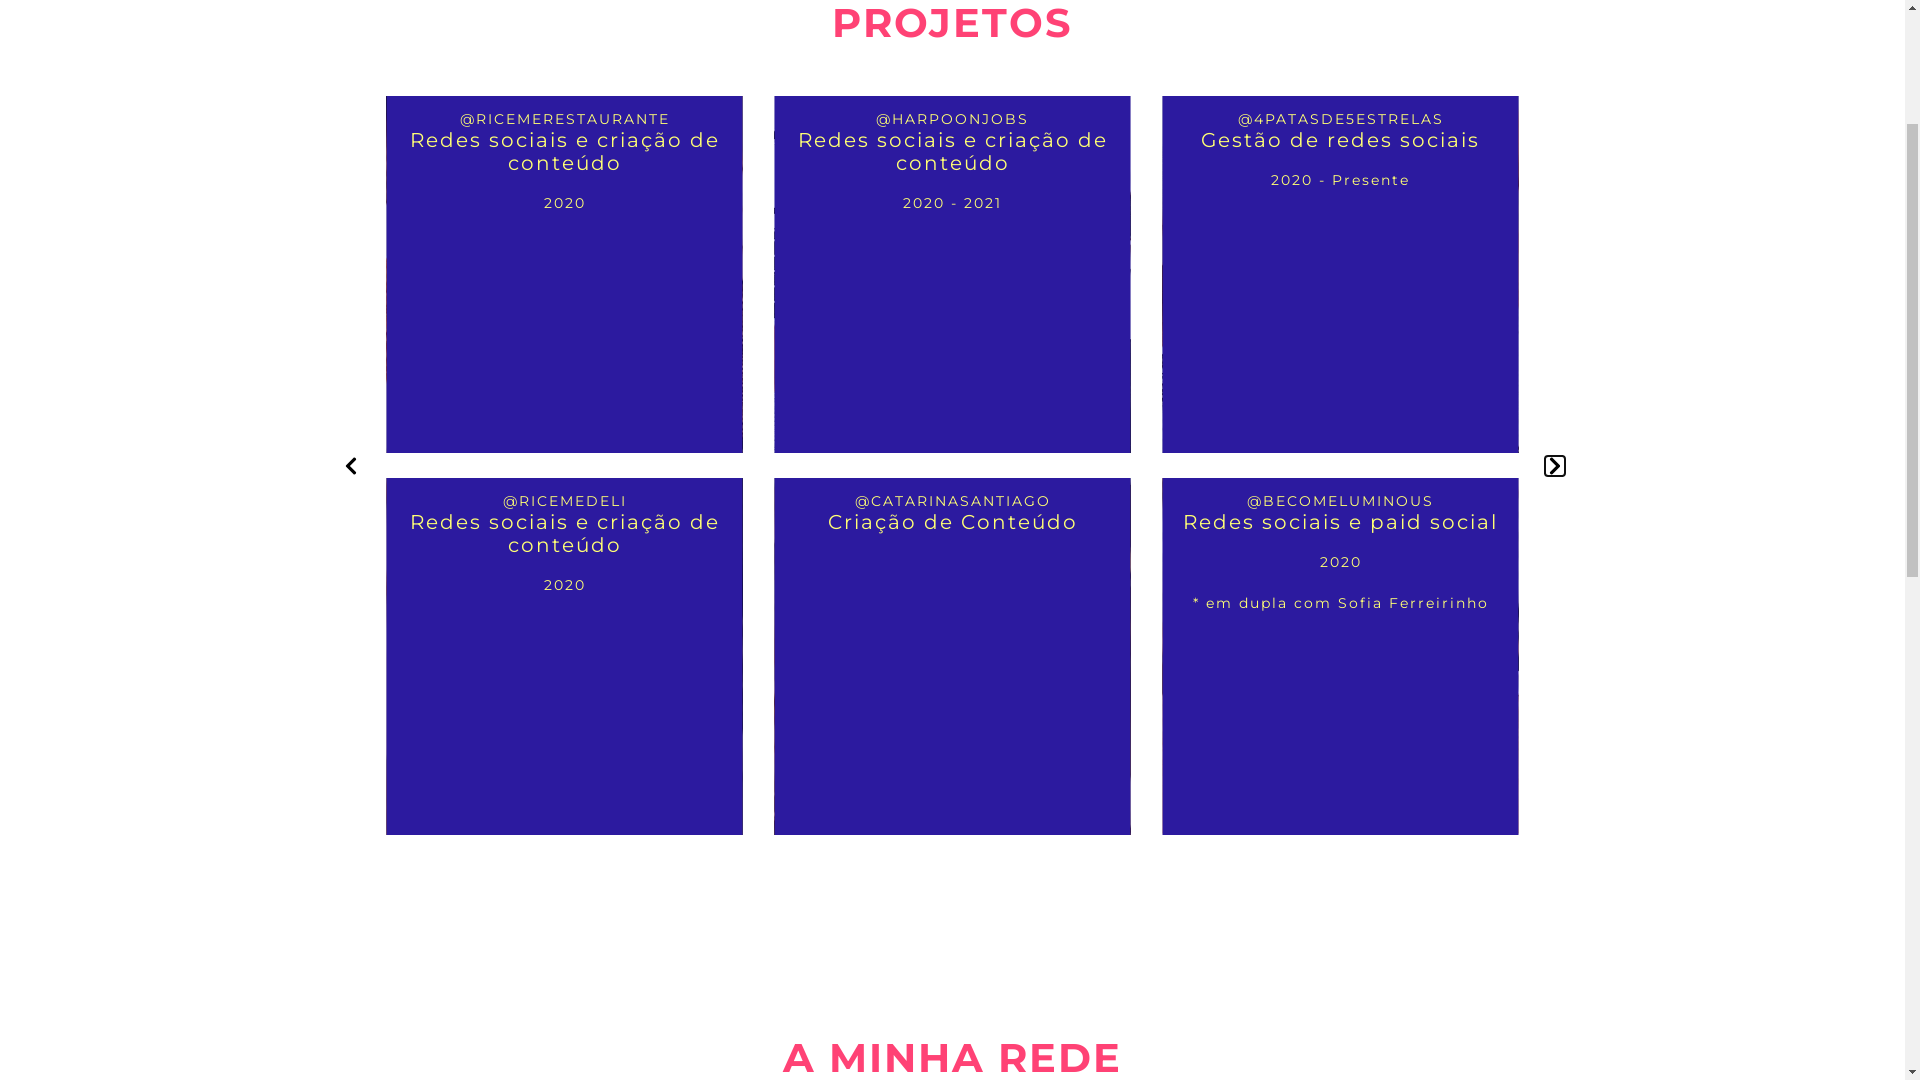 PROJETOS
@RICEMERESTAURANTE
Redes sociais e criação de
conteúdo
2020
@HARPOONJOBS
Redes sociais e criação de
conteúdo
2020 - 2021
@4PATASDE5ESTRELAS
Gestão de redes sociais
2020 - Presente
@RICEMEDELI
Redes sociais e criação de
conteúdo
2020
@CATARINASANTIAGO
Criação de Conteúdo
@BECOMELUMINOUS
Redes sociais e paid social
2020
* em dupla com Sofia Ferreirinho
A MINHA REDE